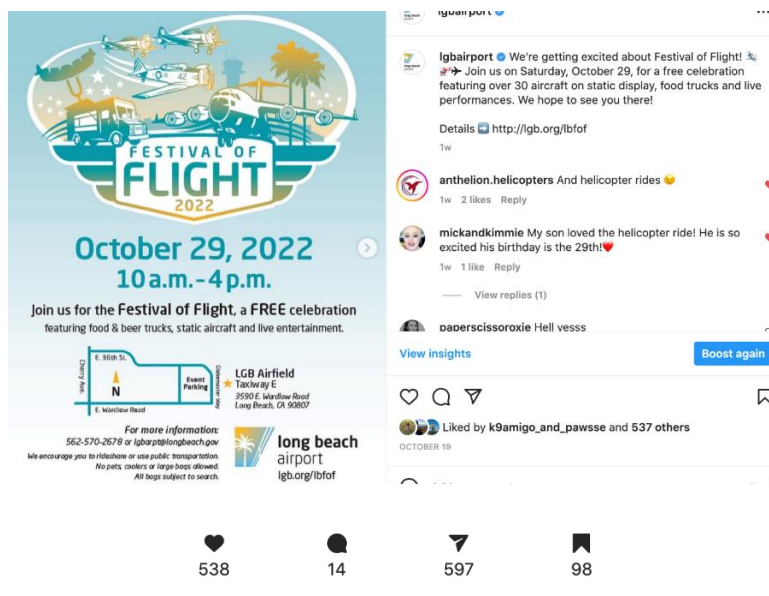 FESTIVAL OF
FLIGHT
2022
October 29, 2022
10 a.m.-4 p.m.
Join us for the Festival of Flight, a FREE celebration
featuring food & beer trucks, static aircraft and live entertainment.
E. 36th St.
Cherry Ave.
N
Event
Parking
Globemaster Way
E. Wardlow Road
LGB Airfield
Taxiway E
3590 E. Wardlow Road
Long Beach, CA 90807
For more information:
562-570-2678 or lgbarpt@longbeach.gov
We encourage you to rideshare or use public transportation.
No pets, coolers or large bags allowed.
All bags subject to search.
long beach
airport
lgb.org/lbfof
lgbairport
lgbairport We're getting excited about Festival of Flight!
Join us on Saturday, October 29, for a free celebration
featuring over 30 aircraft on static display, food trucks and live
performances. We hope to see you there!
Details ➡️ http://lgb.org/lbfof
1w
anthelion.helicopters And helicopter rides 😉
1w 2 likes Reply
mickandkimmie My son loved the helicopter ride! He is so
excited his birthday is the 29th!❤️
1w 1 like Reply
View replies (1)
paperscissoroxie Hell yesss
View insights
Boost again
Liked by k9amigo_and_pawsse and 537 others
OCTOBER 19
538 14 597 98